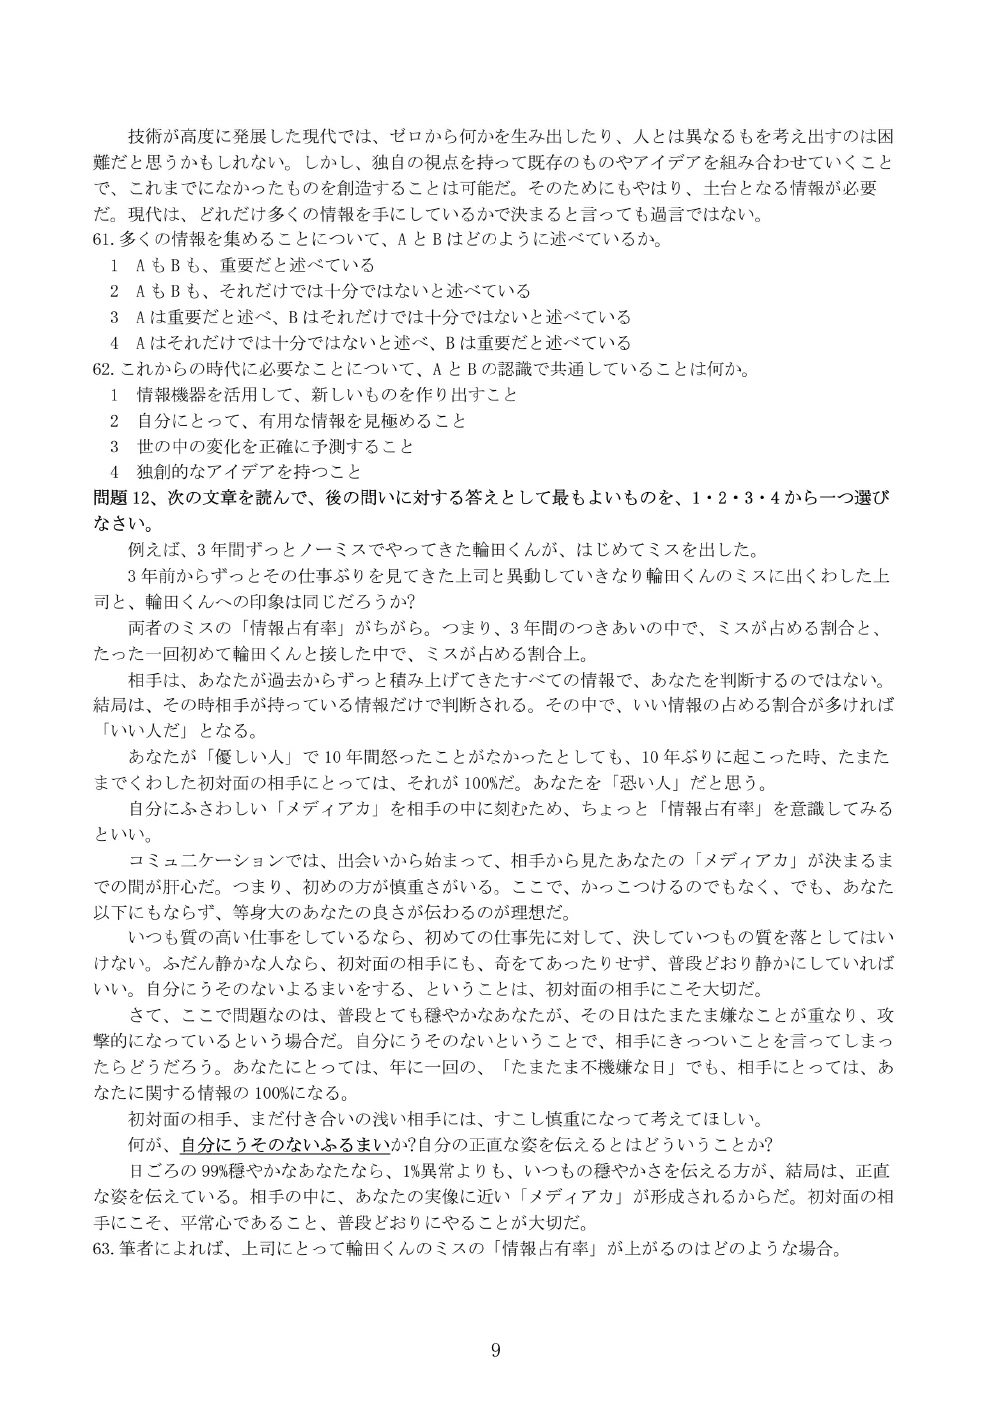 技術が高度に発展した現代では、ゼロから何かを生み出したり、人とは異なるもを考え出すのは困
難だと思うかもしれない。しかし、独自の視点を持って既存のものやアイデアを組み合わせていくこと
で、これまでになかったものを創造することは可能だ。そのためにもやはり、土台となる情報が必要
だ。現代は、どれだけ多くの情報を手にしているかで決まると言っても過言ではない。
61.多くの情報を集めることについて、AとBはどのように述べているか。
1 AもBも、重要だと述べている
2 AもBも、それだけでは十分ではないと述べている
3 Aは重要だと述べ、Bはそれだけでは十分ではないと述べている
4 Aはそれだけでは十分ではないと述べ、Bは重要だと述べている
62.これからの時代に必要なことについて、AとBの認識で共通していることは何か。
1 情報機器を活用して、新しいものを作り出すこと
2 自分にとって、有用な情報を見極めること
3 世の中の変化を正確に予測すること
4 独創的なアイデアを持つこと
問題12、次の文章を読んで、後の問いに対する答えとして最もよいものを、1・2・3・4から一つ選び
なさい。
例えば、3年間ずっとノーミスでやってきた輪田くんが、はじめてミスを出した。
3年前からずっとその仕事ぶりを見てきた上司と異動していきなり輪田くんのミスに出くわした上
司と、輪田くんへの印象は同じだろうか?
両者のミスの「情報占有率」がちがら。つまり、3年間のつきあいの中で、ミスが占める割合と、
たった一回初めて輪田くんと接した中で、ミスが占める割合上。
相手は、あなたが過去からずっと積み上げてきたすべての情報で、あなたを判断するのではない。
結局は、その時相手が持っている情報だけで判断される。その中で、いい情報の占める割合が多ければ
「いい人だ」となる。
あなたが「優しい人」で10年間怒ったことがなかったとしても、10年ぶりに起こった時、たまた
までくわした初対面の相手にとっては、それが100%だ。あなたを「恐い人」だと思う。
自分にふさわしい「メディアカ」を相手の中に刻むため、ちょっと「情報占有率」を意識してみる
といい。
コミュニケーションでは、出会いから始まって、相手から見たあなたの「メディアカ」が決まるま
での間が肝心だ。つまり、初めの方が慎重さがいる。ここで、かっこつけるのでもなく、でも、あなた
以下にもならず、等身大のあなたの良さが伝わるのが理想だ。
いつも質の高い仕事をしているなら、初めての仕事先に対して、決していつもの質を落としてはい
けない。ふだん静かな人なら、初対面の相手にも、奇をてあったりせず、普段どおり静かにしていれば
いい。自分にうそのないよるまいをする、ということは、初対面の相手にこそ大切だ。
さて、ここで問題なのは、普段とても穏やかなあなたが、その日はたまたま嫌なことが重なり、攻
撃的になっているという場合だ。自分にうそのないということで、相手にきっついことを言ってしまっ
たらどうだろう。あなたにとっては、年に一回の、「たまたま不機嫌な日」でも、相手にとっては、あ
なたに関する情報の100%になる。
初対面の相手、まだ付き合いの浅い相手には、すこし慎重になって考えてほしい。
何が、自分にうそのないふるまいか?自分の正直な姿を伝えるとはどういうことか?
日ごろの99%穏やかなあなたなら、1%異常よりも、いつもの穏やかさを伝える方が、結局は、正直
な姿を伝えている。相手の中に、あなたの実像に近い「メディアカ」が形成されるからだ。初対面の相
手にこそ、平常心であること、普段どおりにやることが大切だ。
63.筆者によれば、上司にとって輪田くんのミスの「情報占有率」が上がるのはどのような場合。
9